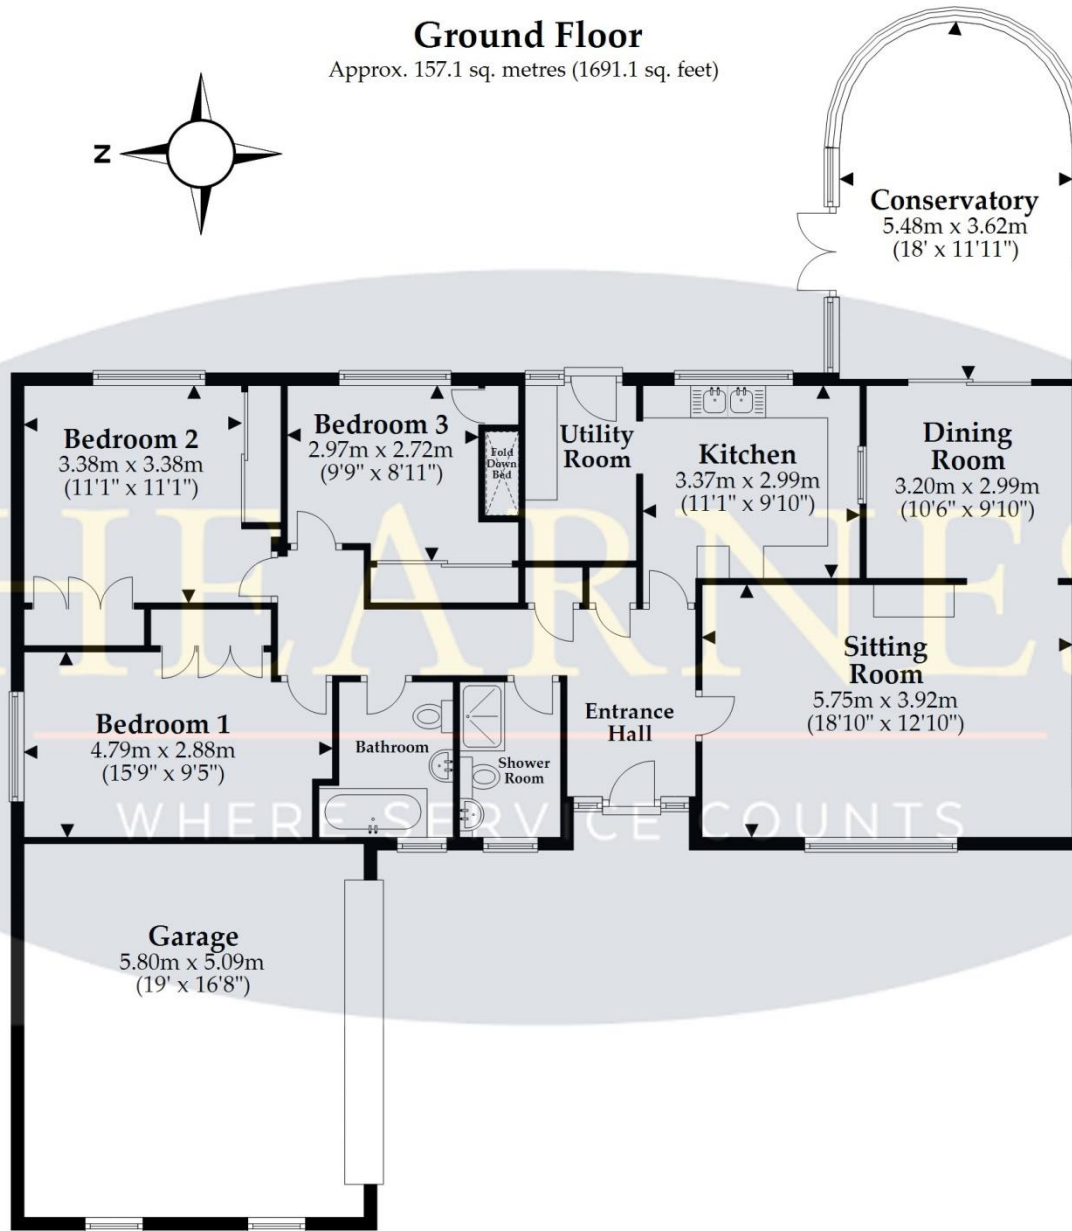 Ground Floor
Approx. 157.1 sq. metres (1691.1 sq. feet)
N
Conservatory
5.48m x 3.62m
(18' x 11'11")
Bedroom 2
3.38m x 3.38m
(11'1" x 11'1")
Bedroom 3
2.97m x 2.72m
(9'9" x 8'11")
Fold
Down
Bed
Utility
Room
Kitchen
3.37m x 2.99m
(11'1" x 9'10")
Dining
Room
3.20m x 2.99m
(10'6" x 9'10")
HEARNES
Sitting
Room
5.75m x 3.92m
(18'10" x 12'10")
Bedroom 1
4.79m x 2.88m
(15'9" x 9'5")
Bathroom
Shower
Room
Entrance
Hall
WHERE SERVICE COUNTS
Garage
5.80m x 5.09m
(19' x 16'8")